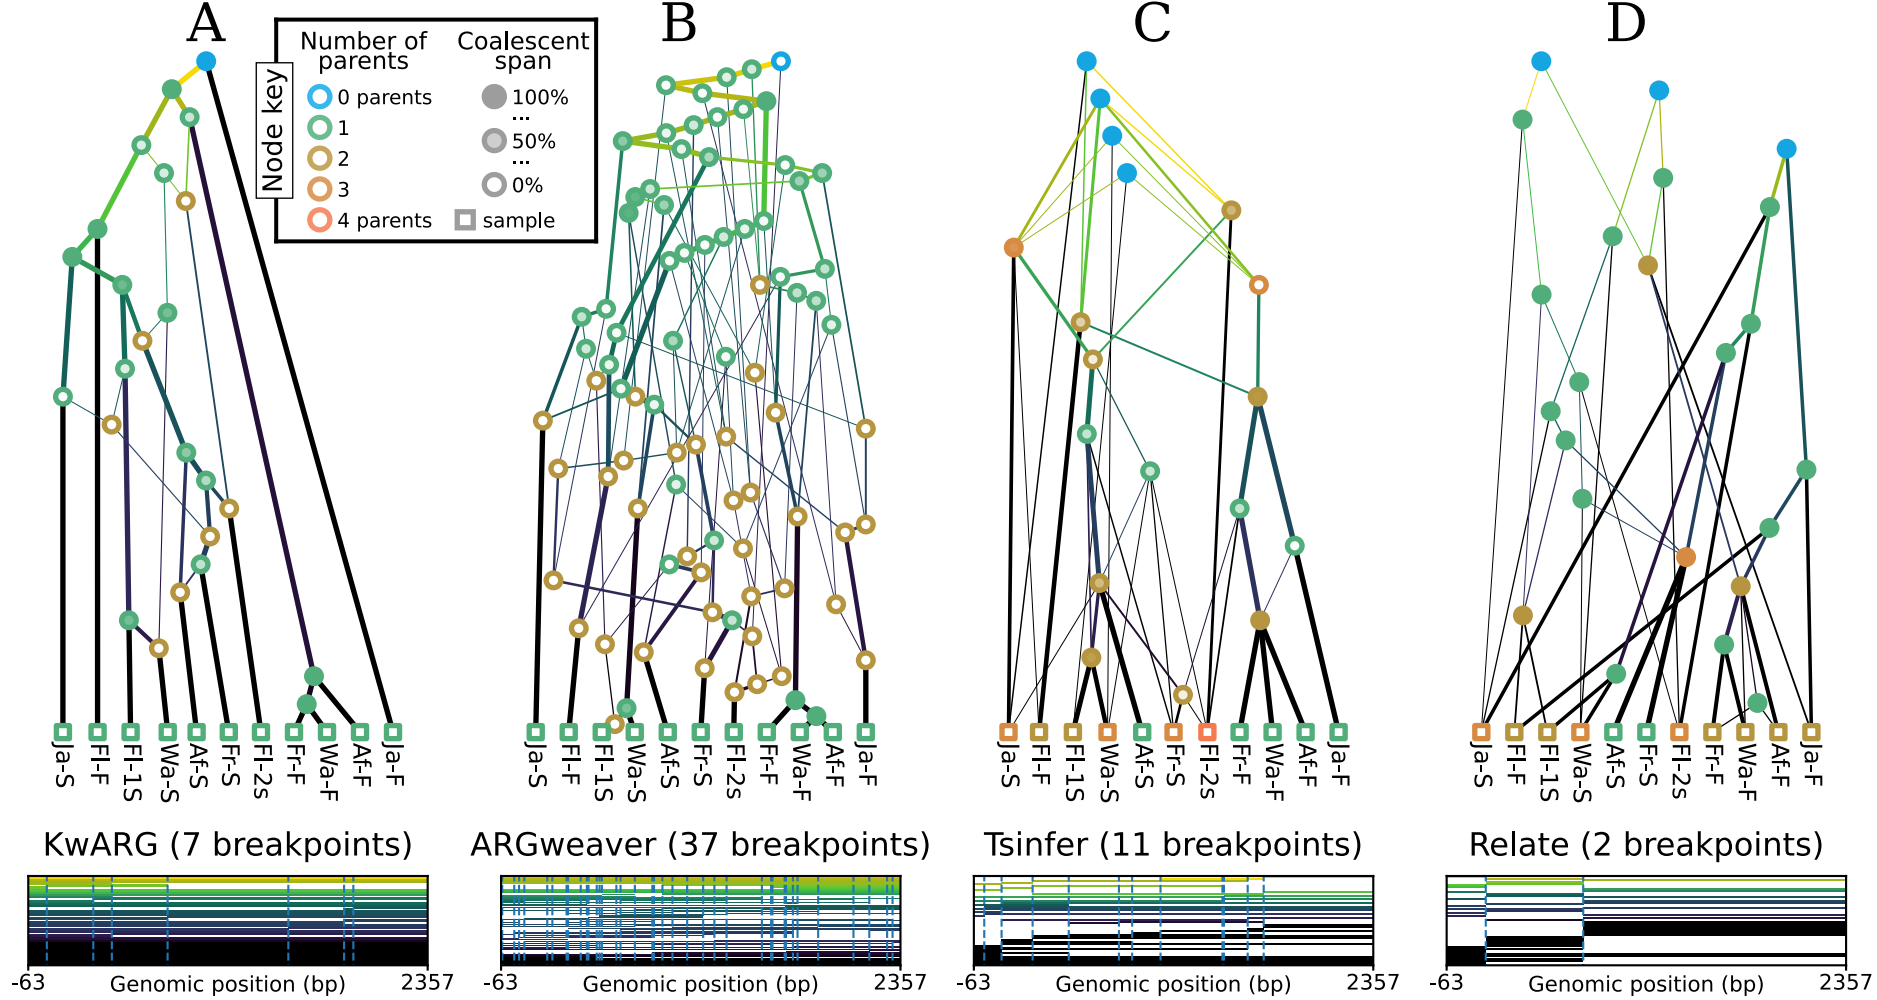 A
B
C
D
Node key
Number of
parents
0 parents
1
2
3
4 parents
Coalescent
span
100%
...
50%
...
0%
sample
Ja-S
Fl-F
Fl-1S
Wa-S
Af-S
Fr-S
Fl-2s
Fr-F
Wa-F
Af-F
Ja-F
Ja-S
Fl-F
Fl-1S
Wa-S
Af-S
Fr-S
Fl-2s
Fr-F
Wa-F
Af-F
Ja-F
Ja-S
Fl-F
Fl-1S
Wa-S
Af-S
Fr-S
Fl-2s
Fr-F
Wa-F
Af-F
Ja-F
Ja-S
Fl-F
Fl-1S
Wa-S
Af-S
Fr-S
Fl-2s
Fr-F
Wa-F
Af-F
Ja-F
KwARG (7 breakpoints)
ARGweaver (37 breakpoints)
Tsinfer (11 breakpoints)
Relate (2 breakpoints)
-63 Genomic position (bp) 2357
-63 Genomic position (bp) 2357
-63 Genomic position (bp) 2357
-63 Genomic position (bp) 2357